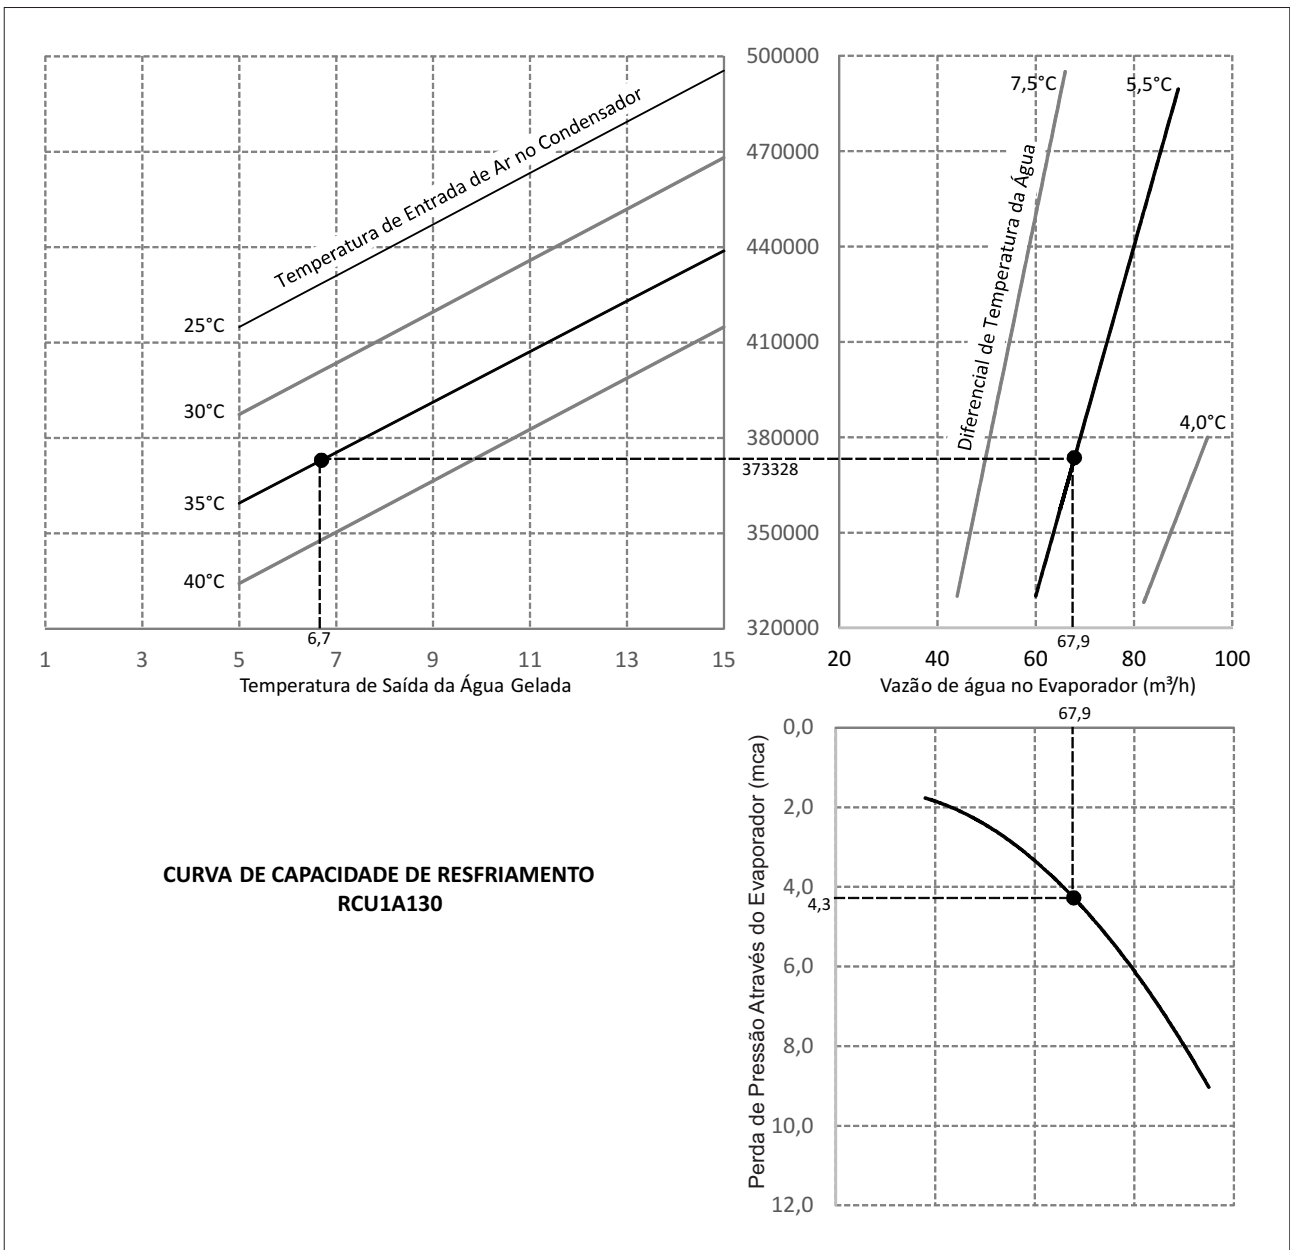 500000
470000
440000
410000
380000
373328
350000
320000
Temperatura de Entrada de Ar no Condensador
25°C
30°C
35°C
40°C
6,7
1 3 5 7 9 11 13 15
Temperatura de Saída da Água Gelada
7,5°C
5,5°C
4,0°C
Diferencial de Temperatura da Água
67,9
20 40 60 80 100
Vazão de água no Evaporador (m³/h)
67,9
0,0
2,0
4,0
4,3
6,0
8,0
10,0
12,0
Perda de Pressão Através do Evaporador (mca)
CURVA DE CAPACIDADE DE RESFRIAMENTO
RCU1A130